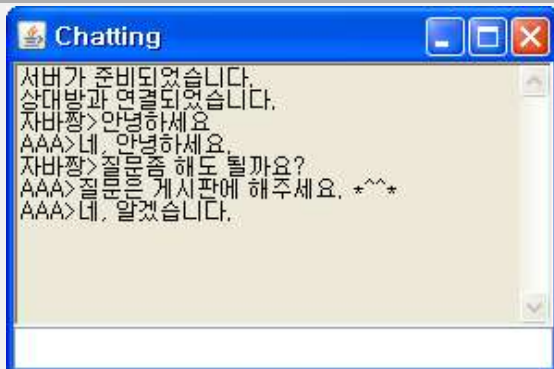 Chatting
서버가 준비되었습니다.
상대방과 연결되었습니다.
자바짱>안녕하세요
AAA>네, 안녕하세요.
자바짱>질문좀 해도 될까요?
AAA>질문은 게시판에 해주세요. *^^*
AAA>네, 알겠습니다.